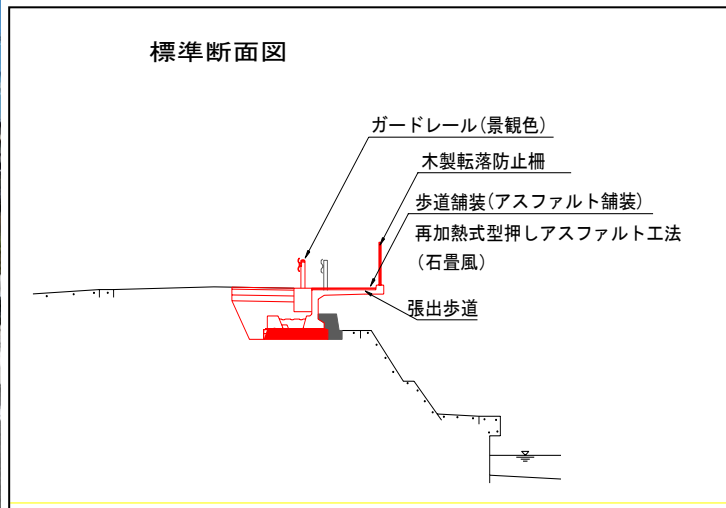 標準断面図
ガードレール(景観色)
木製転落防止柵
歩道舗装(アスファルト舗装)
再加熱式型押しアスファルト工法
(石畳風)
張出歩道